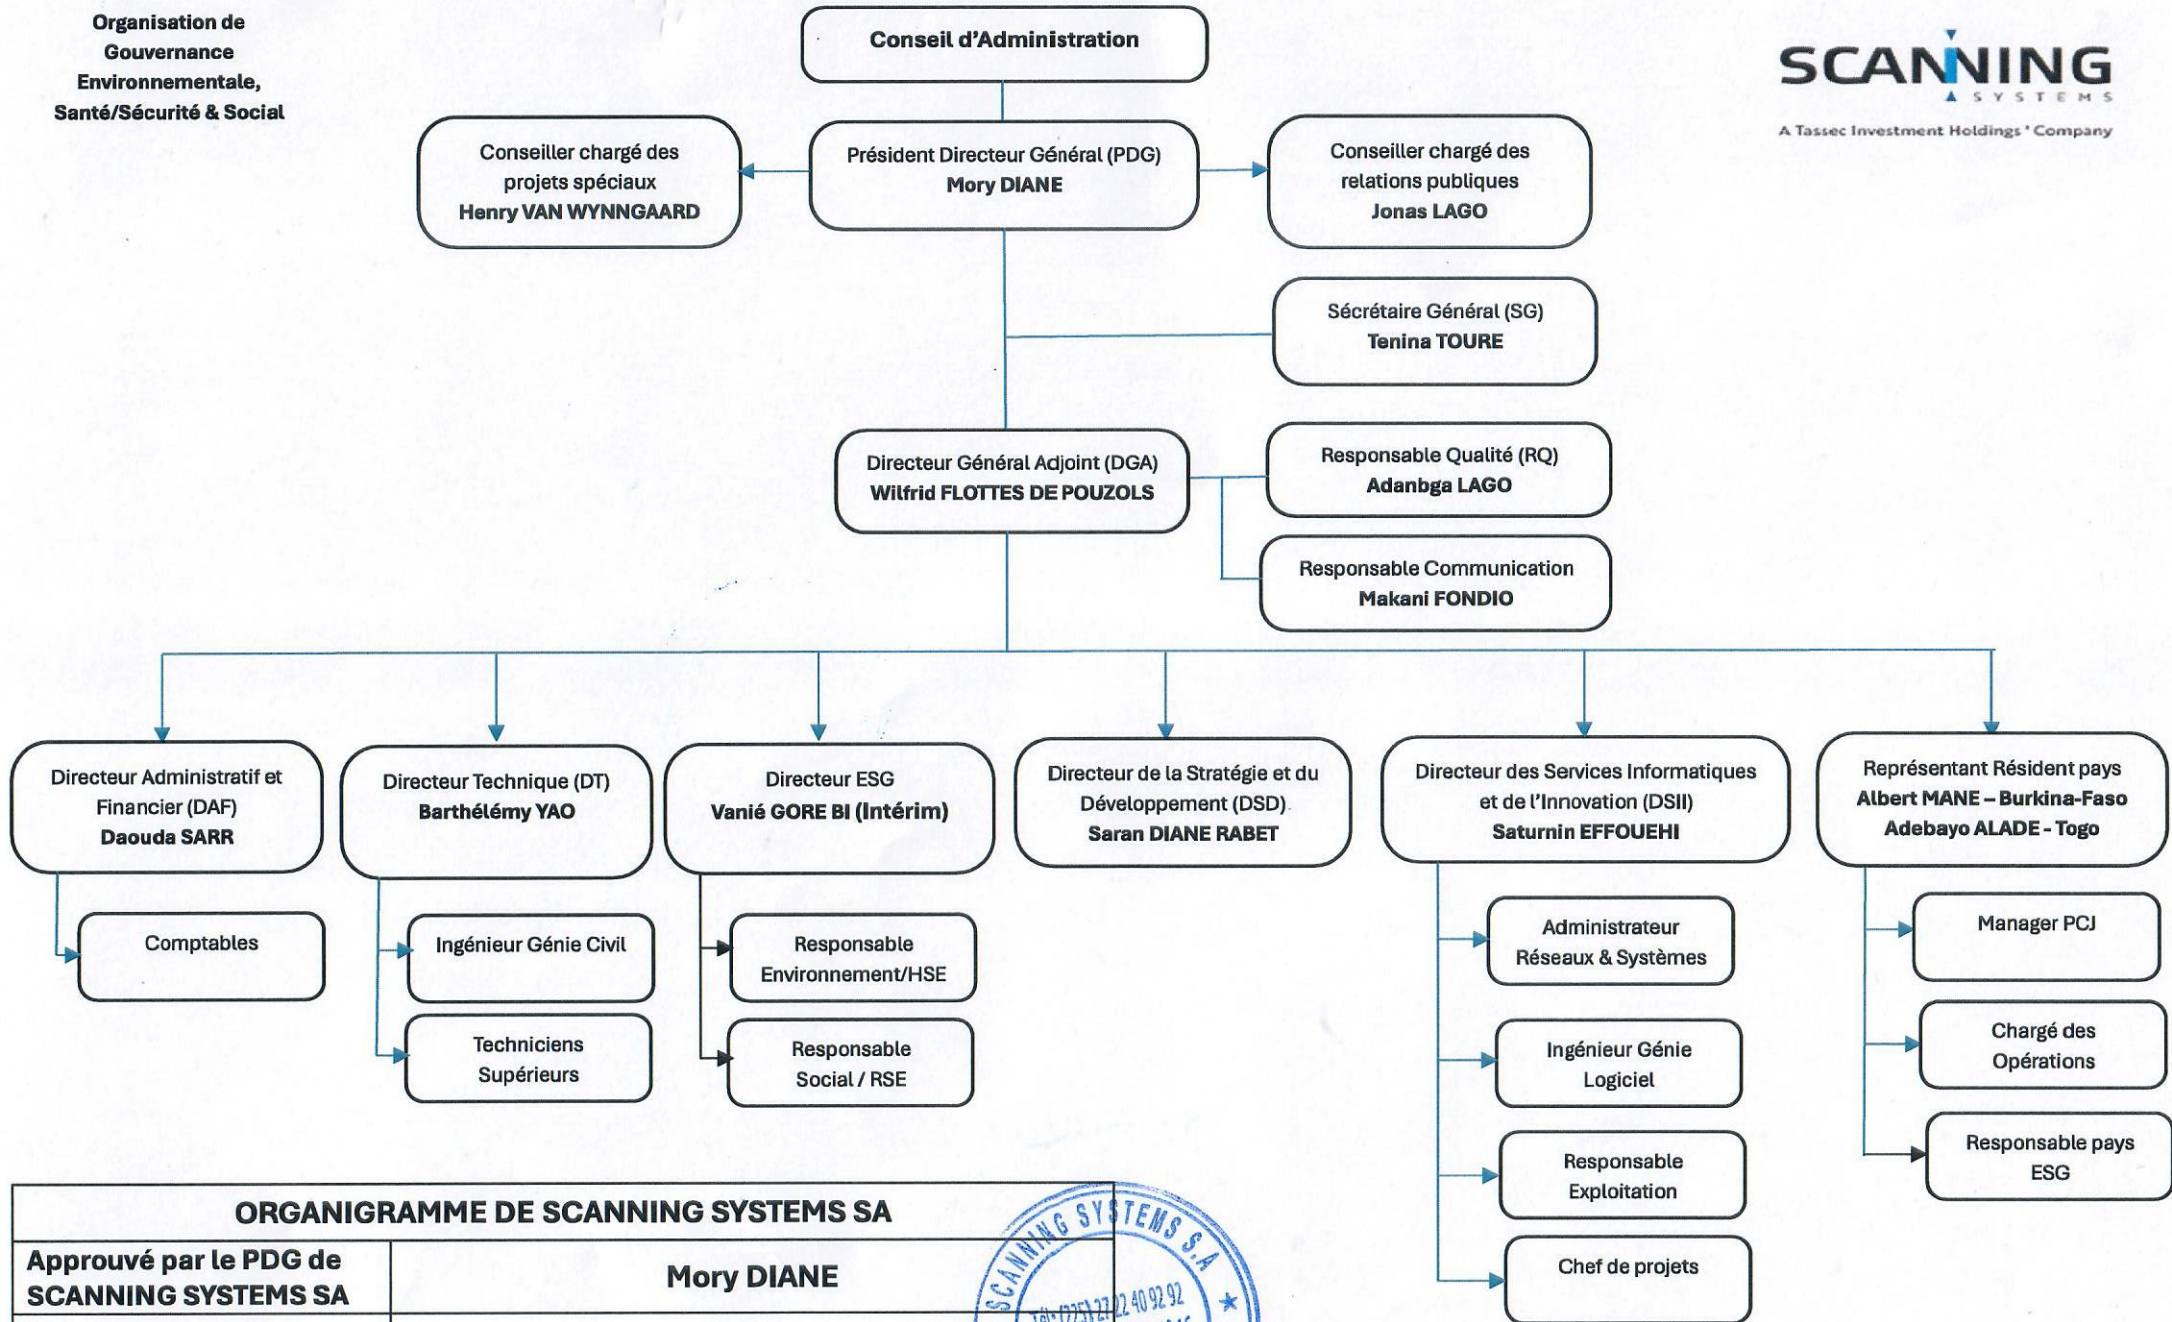 Organisation de
Gouvernance
Environnementale,
Santé/Sécurité & Social
Conseil d'Administration
SCANNING
SYSTEMS
A Tassec Investment Holdings ' Company
Conseiller chargé des
projets spéciaux
Henry VAN WYNNGAARD
Président Directeur Général (PDG)
Mory DIANE
Conseiller chargé des
relations publiques
Jonas LAGO
Sécrétaire Général (SG)
Tenina TOURE
Directeur Général Adjoint (DGA)
Wilfrid FLOTTES DE POUZOLS
Responsable Qualité (RQ)
Adanbga LAGO
Responsable Communication
Makani FONDIO
Directeur Administratif et
Financier (DAF)
Daouda SARR
Directeur Technique (DT)
Barthélémy YAO
Directeur ESG
Vanié GORE BI (Intérim)
Directeur de la Stratégie et du
Développement (DSD)
Saran DIANE RABET
Directeur des Services Informatiques
et de l'Innovation (DSII)
Saturnin EFFOUEHI
Représentant Résident pays
Albert MANE – Burkina-Faso
Adebayo ALADE - Togo
Comptables
Ingénieur Génie Civil
Techniciens
Supérieurs
Responsable
Environnement/HSE
Responsable
Social / RSE
Administrateur
Réseaux & Systèmes
Ingénieur Génie
Logiciel
Responsable
Exploitation
Chef de projets
Manager PCJ
Chargé des
Opérations
Responsable pays
ESG
ORGANIGRAMME DE SCANNING SYSTEMS SA
Approuvé par le PDG de
SCANNING SYSTEMS SA
Mory DIANE
SCANNING SYSTEMS S.A
Tél: (225) 27 22 40 92 92